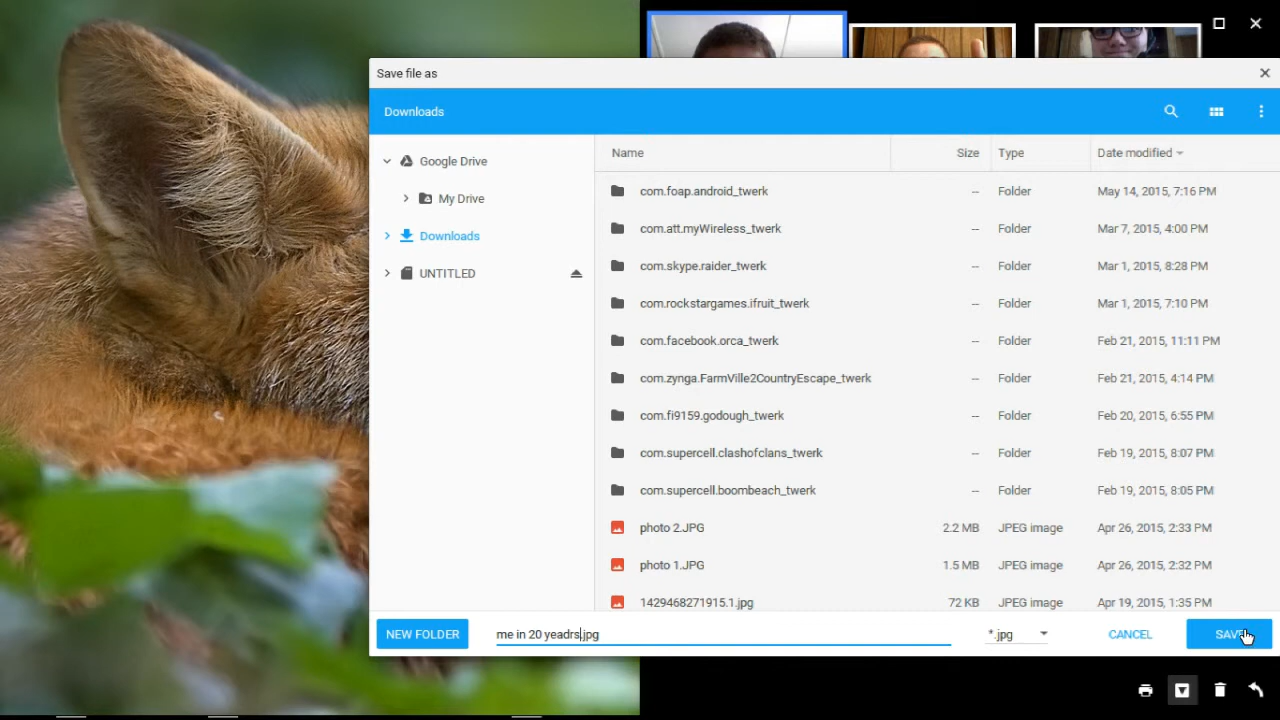 Save file as
Downloads
Google Drive
My Drive
Downloads
UNTITLED
Name Size Type Date modified
com.foap.android_twerk -- Folder May 14, 2015, 7:16 PM
com.att.myWireless_twerk -- Folder Mar 7, 2015, 4:00 PM
com.skype.raider_twerk -- Folder Mar 1, 2015, 8:28 PM
com.rockstargames.ifruit_twerk -- Folder Mar 1, 2015, 7:10 PM
com.facebook.orca_twerk -- Folder Feb 21, 2015, 11:11 PM
com.zynga.FarmVille2CountryEscape_twerk -- Folder Feb 21, 2015, 4:14 PM
com.fi9159.godough_twerk -- Folder Feb 20, 2015, 6:55 PM
com.supercell.clashofclans_twerk -- Folder Feb 19, 2015, 8:07 PM
com.supercell.boombeach_twerk -- Folder Feb 19, 2015, 8:05 PM
photo 2.JPG 2.2 MB JPEG image Apr 26, 2015, 2:33 PM
photo 1.JPG 1.5 MB JPEG image Apr 26, 2015, 2:32 PM
1429468271915.1.jpg 72 KB JPEG image Apr 19, 2015, 1:35 PM
NEW FOLDER me in 20 yeadrs.jpg *.jpg CANCEL SAVE